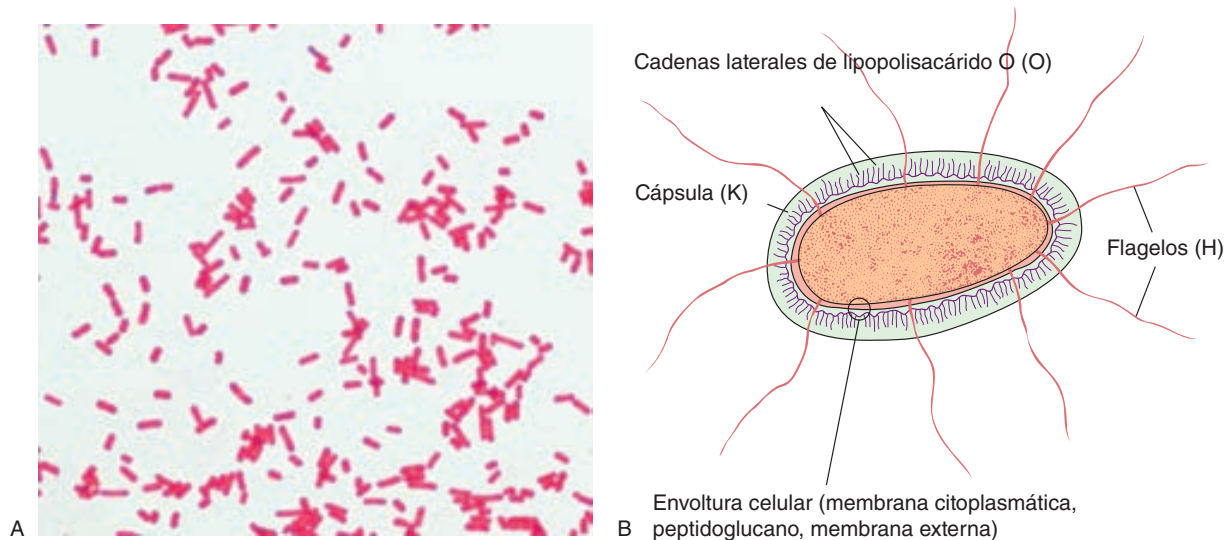 Cadenas laterales de lipopolisacárido O (O)
Cápsula (K)
Flagelos (H)
Envoltura celular (membrana citoplasmática,
peptidoglucano, membrana externa)
A
B